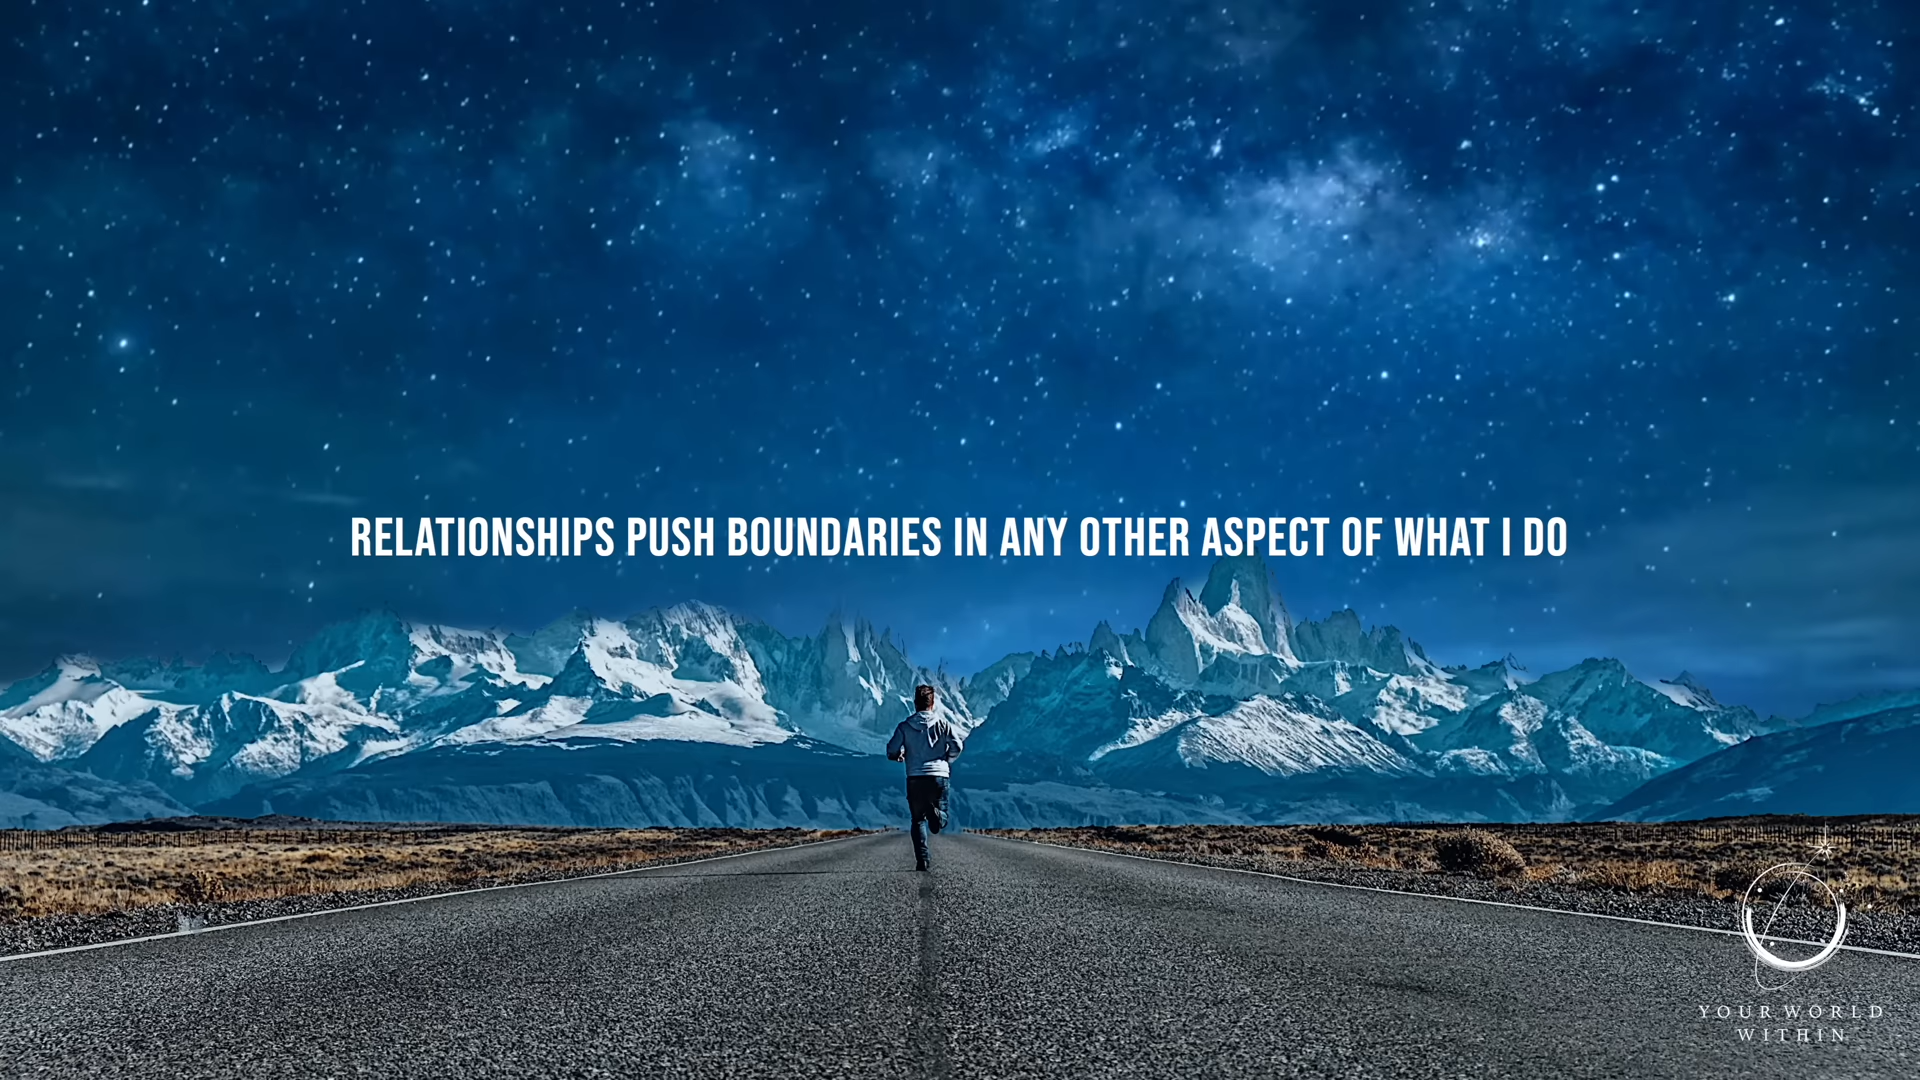 RELATIONSHIPS PUSH BOUNDARIES IN ANY OTHER ASPECT OF WHAT I DO
YOUR WORLD
WITHIN